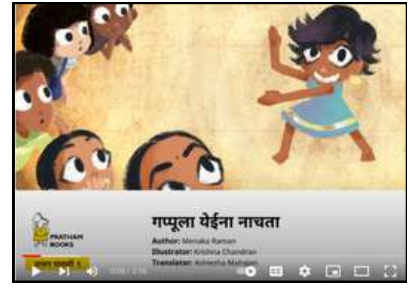 गप्पूला येईना नाचता
PRATHAM
BOOKS
Author: Menaka Raman
Illustrator: Krishna Chandran
Translator: Ashlesha Mahajan